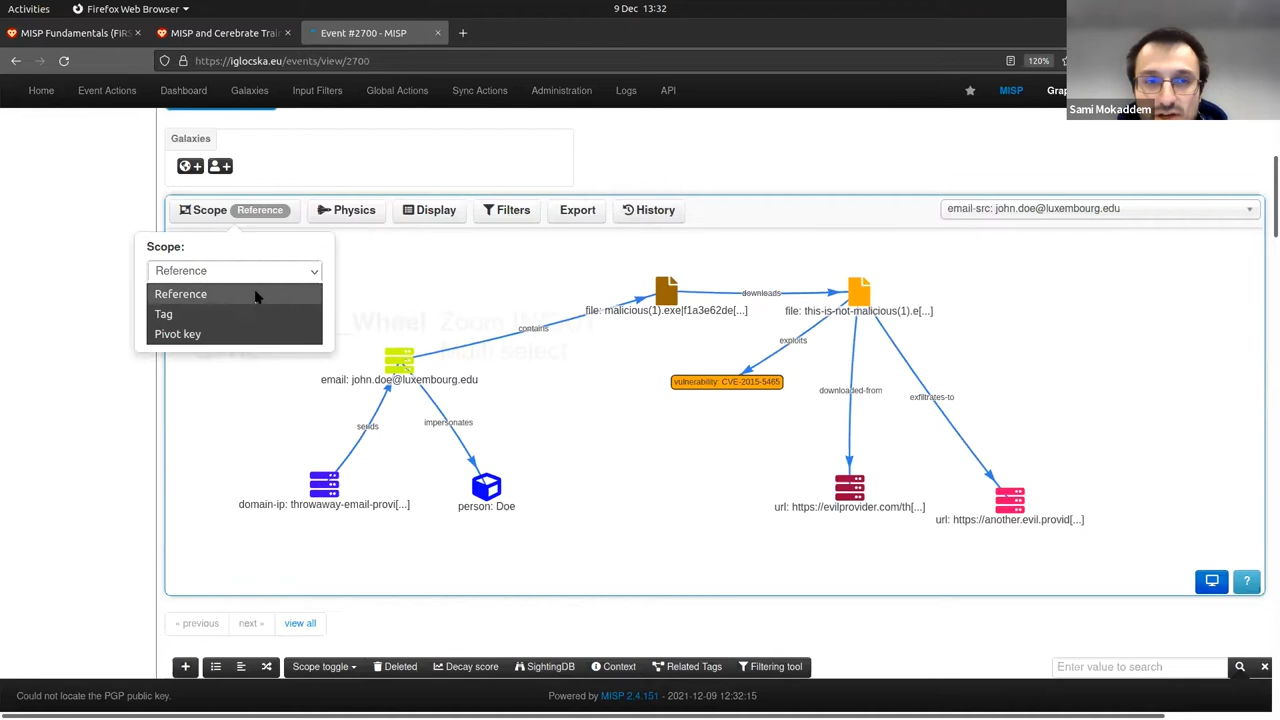 Activities
Firefox Web Browser
9 Dec 13:32
MISP Fundamentals (FIRS
MISP and Cerebrate Trai
Event #2700 - MISP
https://iglocska.eu/events/view/2700
120%
Home
Event Actions
Dashboard
Galaxies
Input Filters
Global Actions
Sync Actions
Administration
Logs
API
MISP
Sami Mokaddem
Galaxies
Scope Reference
Physics
Display
Filters
Export
History
email-src: john.doe@luxembourg.edu
Scope:
Reference
Reference
Tag
Pivot key
Wheel
Zoom
Multi select
file: malicious(1).exe|f1a3e62de[...]
downloads
file: this-is-not-malicious(1).e[...]
contains
exploits
email: john.doe@luxembourg.edu
vulnerability: CVE-2015-5465
downloaded-from
exfiltrates-to
sends
impersonates
domain-ip: throwaway-email-provi[...]
person: Doe
url: https://evilprovider.com/th[...]
url: https://another.evil.provid[...]
?
« previous
next »
view all
Scope toggle
Deleted
Decay score
SightingDB
Context
Related Tags
Filtering tool
Enter value to search
Could not locate the PGP public key.
Powered by MISP 2.4.151 - 2021-12-09 12:32:15